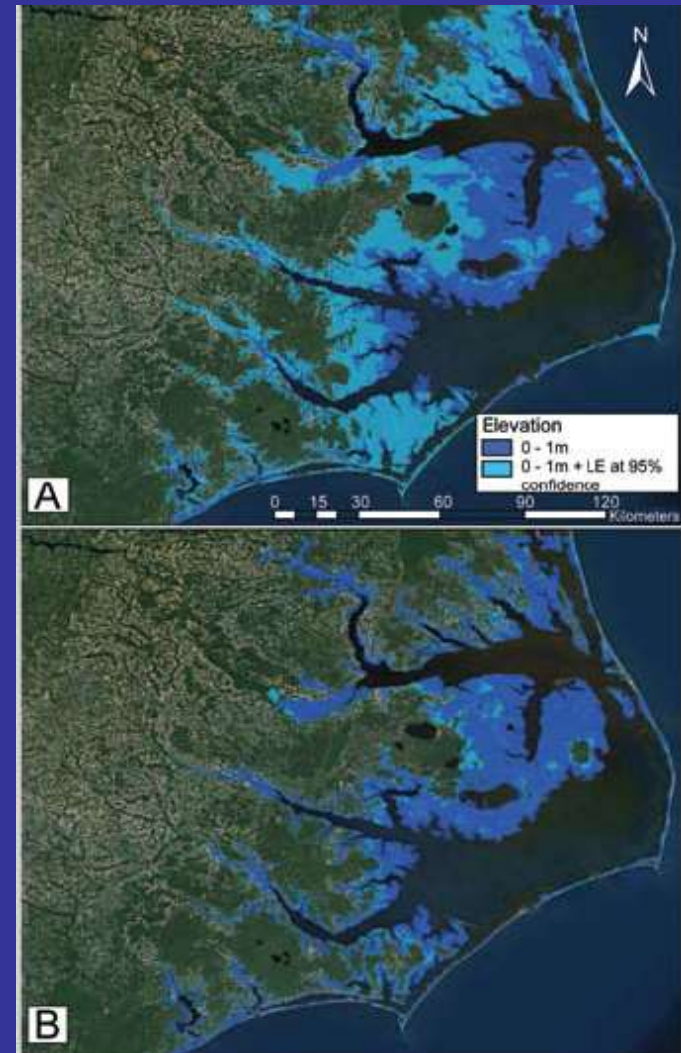 N
Elevation
0 - 1m
0 - 1m + LE at 95%
confidence
A
0 15 30 60 90 120
Kilometers
B